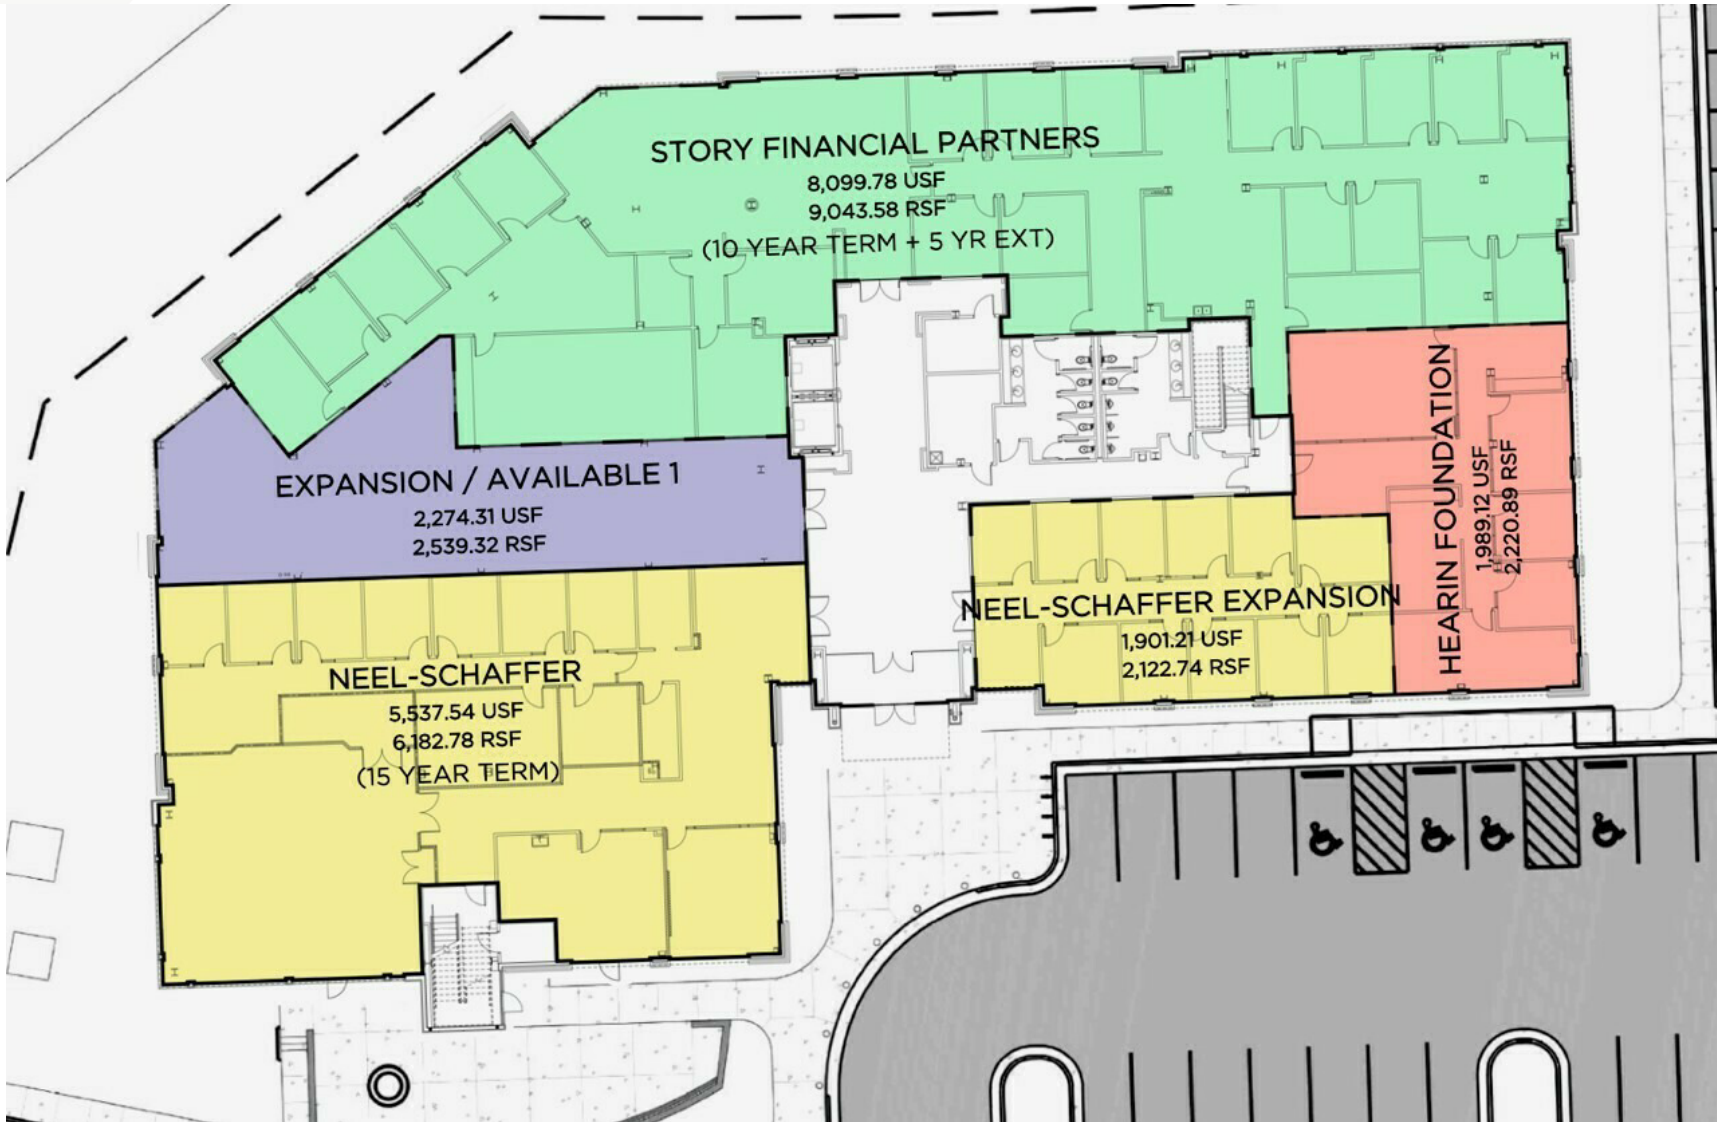 STORY FINANCIAL PARTNERS
8,099.78 USF
9,043.58 RSF
(10 YEAR TERM + 5 YR EXT)
EXPANSION / AVAILABLE 1
2,274.31 USF
2,539.32 RSF
HEARIN FOUNDATION
1,989.12 USF
2,220.89 RSF
NEEL-SCHAFFER EXPANSION
1,901.21 USF
2,122.74 RSF
NEEL-SCHAFFER
5,537.54 USF
6,182.78 RSF
(15 YEAR TERM)